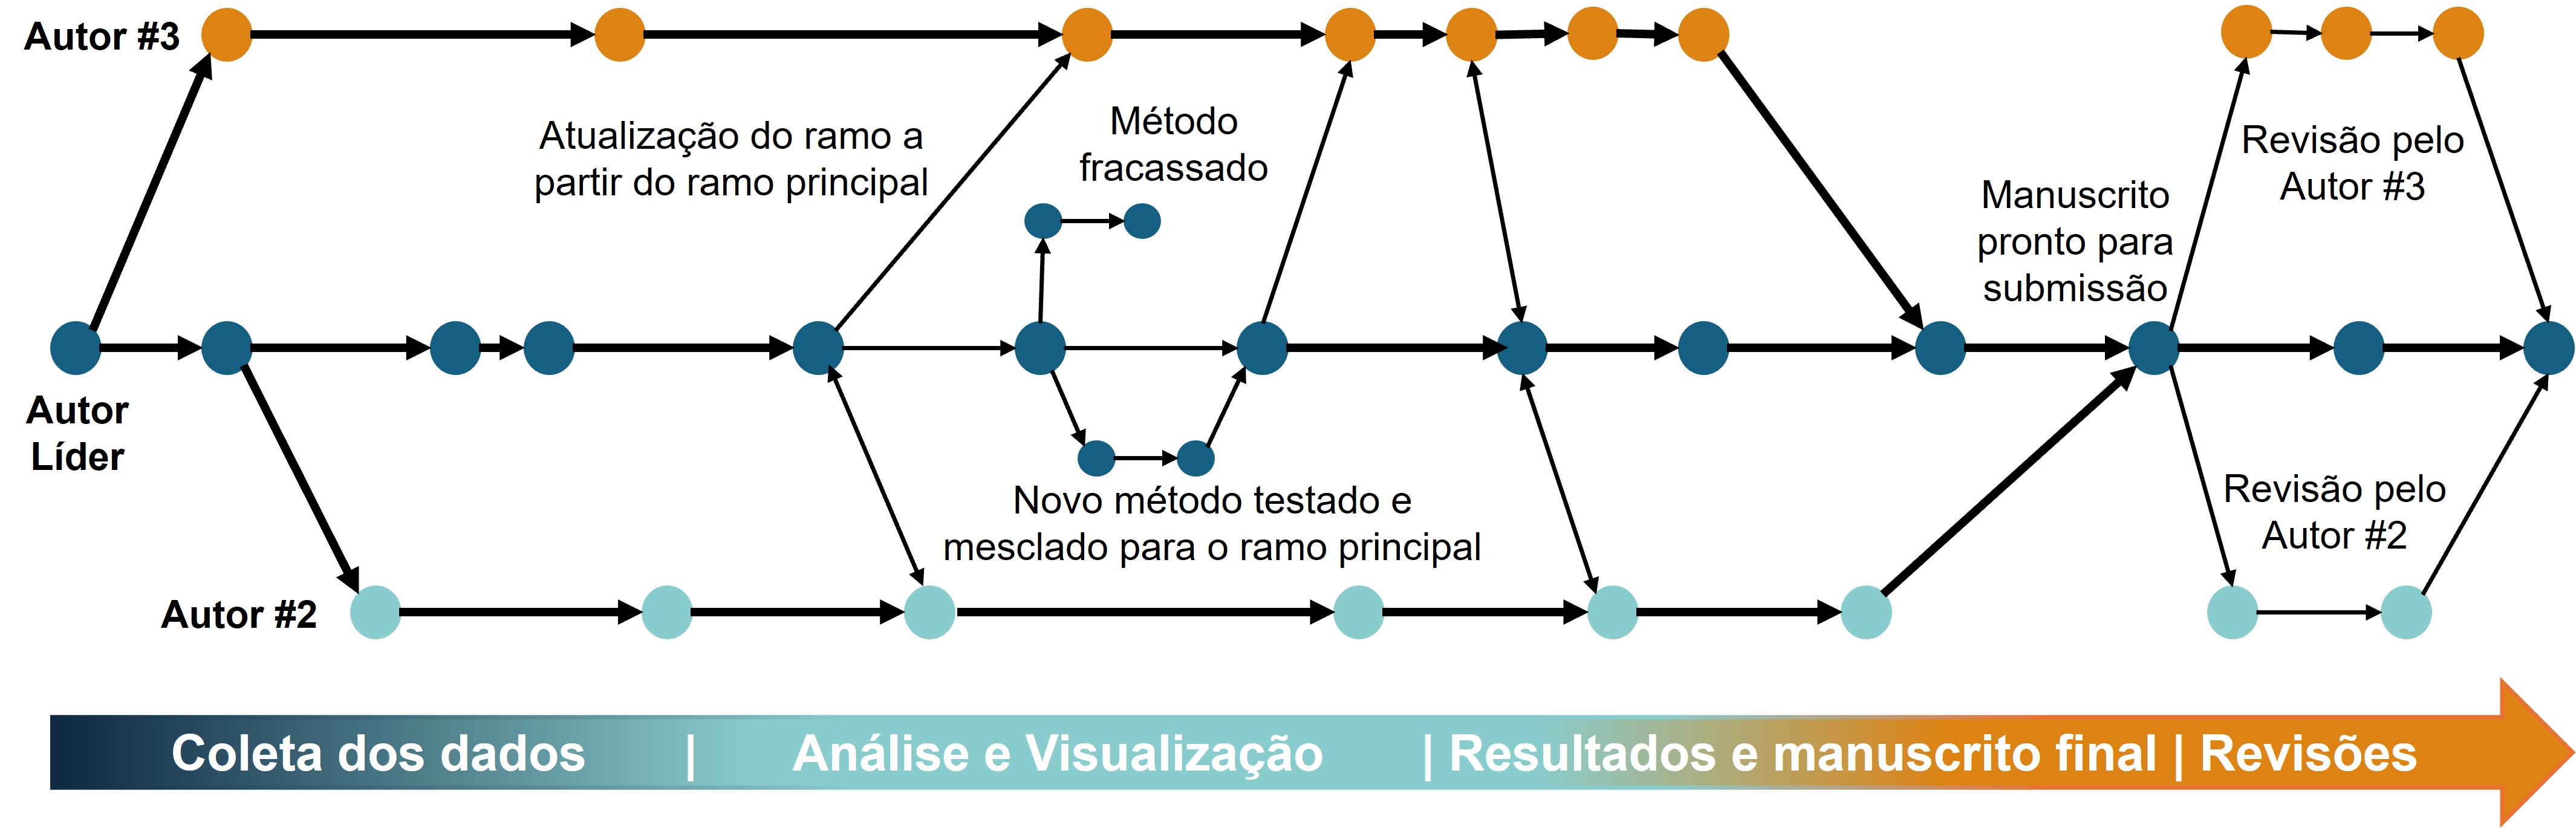 Autor #3
Atualização do ramo a
partir do ramo principal
Método
fracassado
Manuscrito
pronto para
submissão
Revisão pelo
Autor #3
Autor
Líder
Novo método testado e
mesclado para o ramo principal
Revisão pelo
Autor #2
Autor #2
Coleta dos dados | Análise e Visualização | Resultados e manuscrito final | Revisões